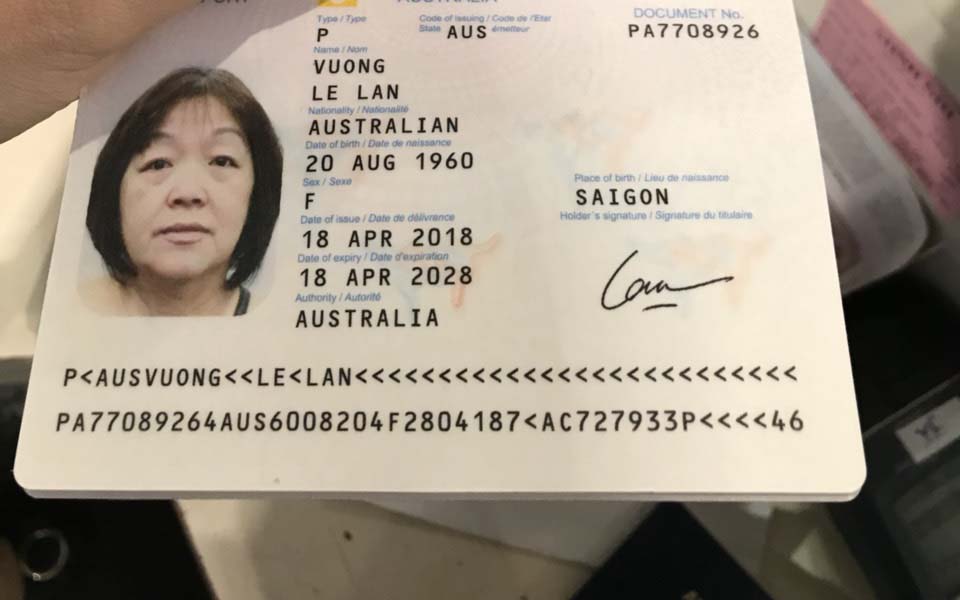 Type / Type
P
Code of issuing / Code de l'État
State AUS émetteur
DOCUMENT No.
PA7708926
Name / Nom
VUONG
LE LAN
Nationality / Nationalité
AUSTRALIAN
Date of birth / Date de naissance
20 AUG 1960
Sex / Sexe
F
Place of birth / Lieu de naissance
SAIGON
Date of issue / Date de délivrance
18 APR 2018
Holder's signature / Signature du titulaire
Date of expiry / Date d'expiration
18 APR 2028
Authority / Autorité
AUSTRALIA
P<AUSVUONG<<LE<LAN<<<<<<<<<<<<<<<<<<<<<<<<<<
PA77089264AUS6008204F2804187<AC727933P<<<<46